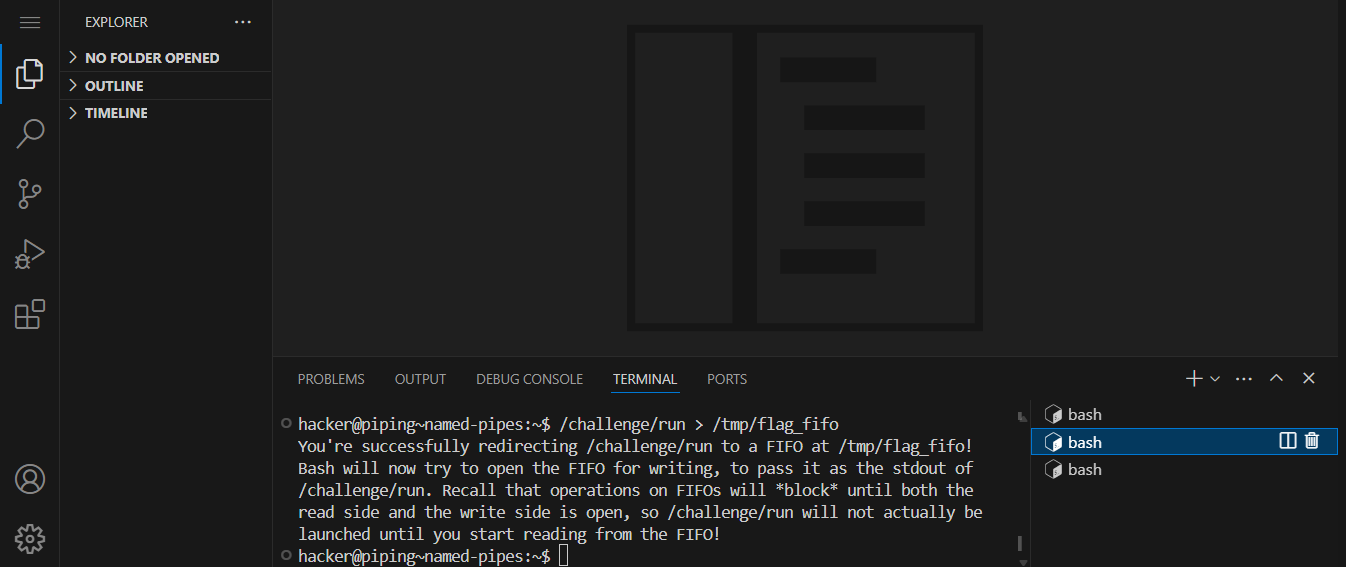 EXPLORER
NO FOLDER OPENED
OUTLINE
TIMELINE
PROBLEMS OUTPUT DEBUG CONSOLE TERMINAL PORTS
hacker@piping~named-pipes:~$ /challenge/run > /tmp/flag_fifo
You're successfully redirecting /challenge/run to a FIFO at /tmp/flag_fifo!
Bash will now try to open the FIFO for writing, to pass it as the stdout of
/challenge/run. Recall that operations on FIFOs will *block* until both the
read side and the write side is open, so /challenge/run will not actually be
launched until you start reading from the FIFO!
hacker@piping~named-pipes:~$
bash
bash
bash